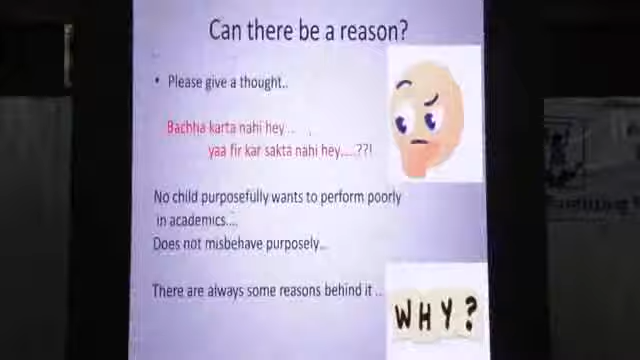 Can there be a reason?
• Please give a thought..
Bachha karta nahi hey...
yaa fir kar sakta nahi hey.....??!
No child purposefully wants to perform poorly
in academics....
Does not misbehave purposely...
There are always some reasons behind it ..
WHY?